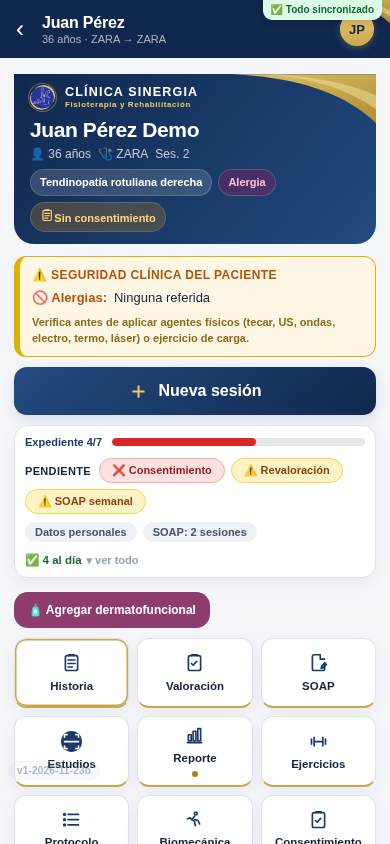 ✅ Todo sincronizado
‹ Juan Pérez
36 años · ZARA → ZARA
JP
CLÍNICA SINERGIA
Fisioterapia y Rehabilitación
Juan Pérez Demo
👤 36 años 🩺 ZARA Ses. 2
Tendinopatía rotuliana derecha
Alergia
Sin consentimiento
⚠️ SEGURIDAD CLÍNICA DEL PACIENTE
🚫 Alergias: Ninguna referida
Verifica antes de aplicar agentes físicos (tecar, US, ondas,
electro, termo, láser) o ejercicio de carga.
＋ Nueva sesión
Expediente 4/7
PENDIENTE ❌ Consentimiento ⚠️ Revaloración
⚠️ SOAP semanal
Datos personales SOAP: 2 sesiones
✅ 4 al día ▾ ver todo
🧴 Agregar dermatofuncional
Historia Valoración SOAP
Estudios Reporte Ejercicios
v1-2026-11-23b
Protocolo Biomecánica Consentimiento